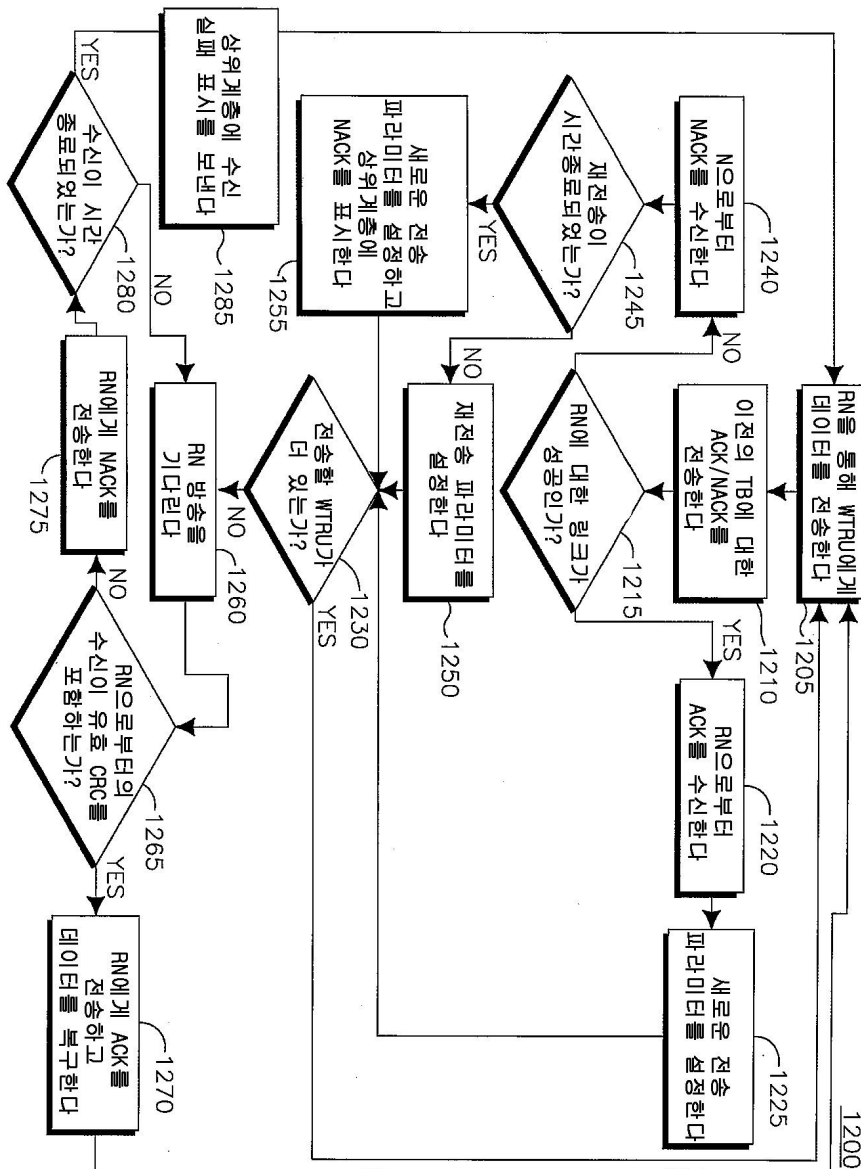 1200
RN을 통해 WTRU에게
데이터를 전송한다
1205
이전의 TB에 대한
ACK/NACK를
전송한다
1210
RN에 대한 링크가
성공인가?
1215
YES
RN으로부터
ACK를 수신한다
1220
새로운 전송
파라미터를 설정한다
1225
NO
N으로부터
NACK를 수신한다
1240
재전송이
시간종료되었는가?
1245
NO
재전송 파라미터를
설정한다
1250
YES
새로운 전송
파라미터를 설정하고
상위계층에
NACK를 표시한다
1255
전송할 WTRU가
더 있는가?
1230
YES
NO
RN 방송을
기다린다
1260
RN으로부터의
수신이 유효 CRC를
포함하는가?
1265
YES
RN에게 ACK를
전송하고
데이터를 복구한다
1270
NO
RN에게 NACK를
전송한다
1275
수신이 시간
종료되었는가?
1280
NO
YES
상위계층에 수신
실패 표시를 보낸다
1285